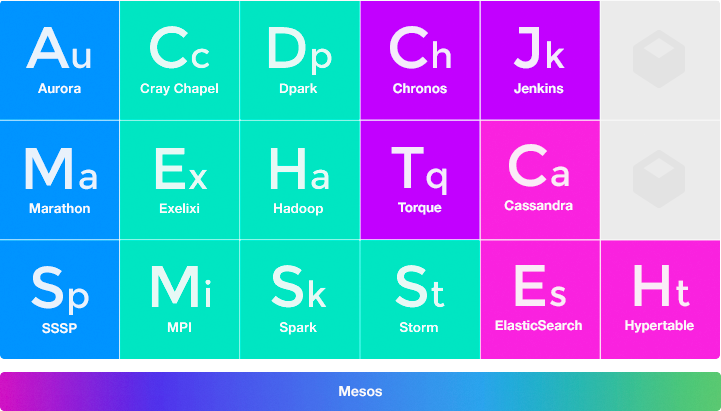 Au Cc Dp Ch Jk
Aurora Cray Chapel Dpark Chronos Jenkins
Ma Ex Ha Tq Ca
Marathon Exelixi Hadoop Torque Cassandra
Sp Mi Sk St Es Ht
SSSP MPI Spark Storm ElasticSearch Hypertable
Mesos